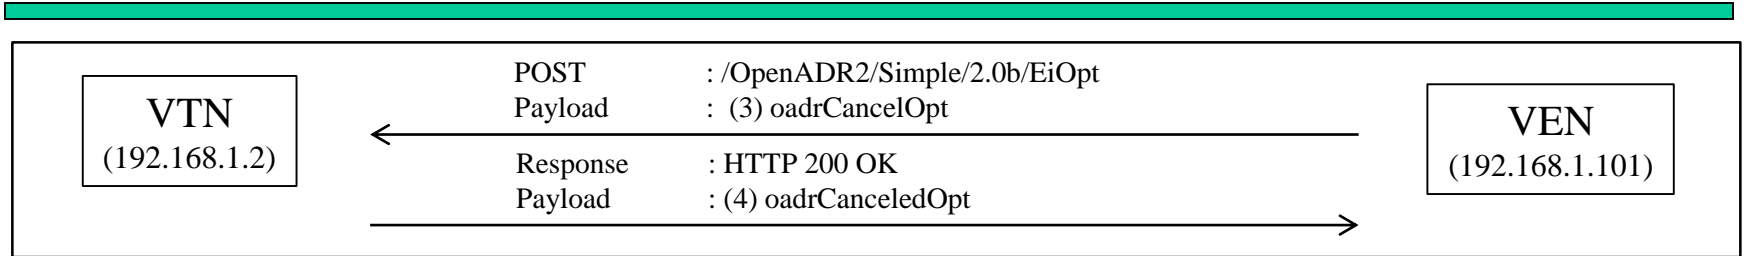 VTN
(192.168.1.2)
POST : /OpenADR2/Simple/2.0b/EiOpt
Payload : (3) oadrCancelOpt
Response : HTTP 200 OK
Payload : (4) oadrCanceledOpt
VEN
(192.168.1.101)